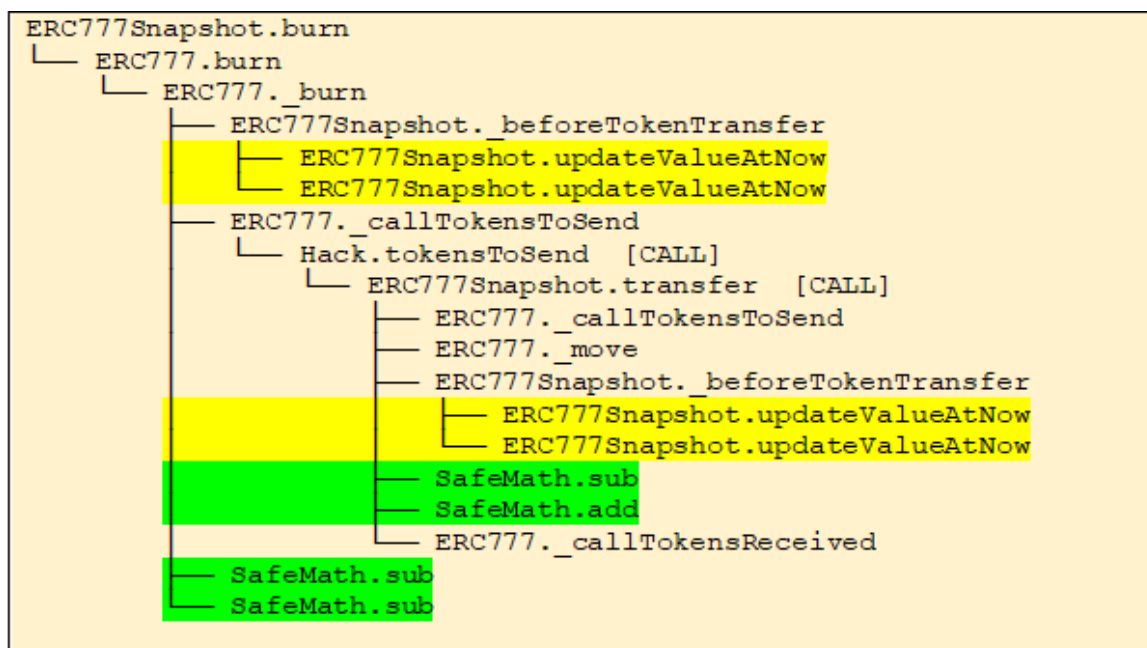 ERC777Snapshot.burn
└── ERC777.burn
└── ERC777._burn
├── ERC777Snapshot._beforeTokenTransfer
│ ├── ERC777Snapshot.updateValueAtNow
│ └── ERC777Snapshot.updateValueAtNow
├── ERC777._callTokensToSend
│ └── Hack.tokensToSend [CALL]
│ └── ERC777Snapshot.transfer [CALL]
│ ├── ERC777._callTokensToSend
│ ├── ERC777._move
│ ├── ERC777Snapshot._beforeTokenTransfer
│ │ ├── ERC777Snapshot.updateValueAtNow
│ │ └── ERC777Snapshot.updateValueAtNow
│ ├── SafeMath.sub
│ ├── SafeMath.add
│ └── ERC777._callTokensReceived
├── SafeMath.sub
└── SafeMath.sub